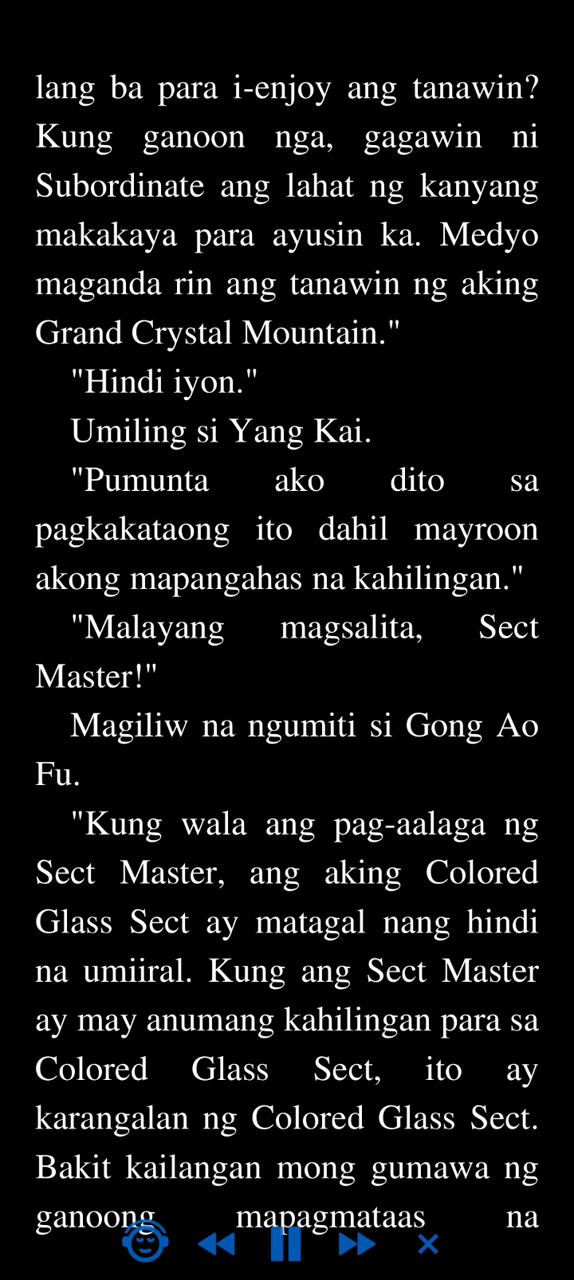 lang ba para i-enjoy ang tanawin?
Kung ganoon nga, gagawin ni
Subordinate ang lahat ng kanyang
makakaya para ayusin ka. Medyo
maganda rin ang tanawin ng aking
Grand Crystal Mountain."
"Hindi iyon."
Umiling si Yang Kai.
"Pumunta ako dito sa
pagkakataong ito dahil mayroon
akong mapangahas na kahilingan."
"Malayang magsalita, Sect
Master!"
Magiliw na ngumiti si Gong Ao
Fu.
"Kung wala ang pag-aalaga ng
Sect Master, ang aking Colored
Glass Sect ay matagal nang hindi
na umiiral. Kung ang Sect Master
ay may anumang kahilingan para sa
Colored Glass Sect, ito ay
karangalan ng Colored Glass Sect.
Bakit kailangan mong gumawa ng
ganoong mapagmataas na